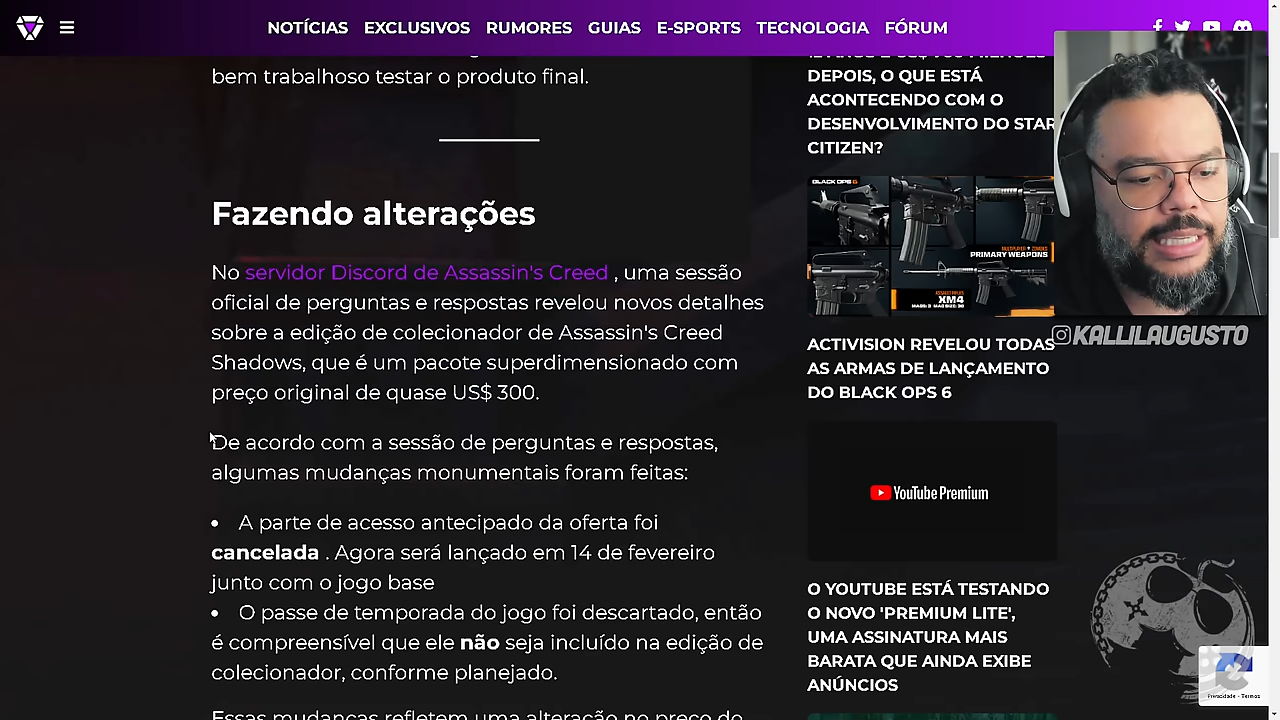 NOTÍCIAS EXCLUSIVOS RUMORES GUIAS E-SPORTS TECNOLOGIA FÓRUM
bem trabalhoso testar o produto final.
Fazendo alterações
No servidor Discord de Assassin's Creed , uma sessão
oficial de perguntas e respostas revelou novos detalhes
sobre a edição de colecionador de Assassin's Creed
Shadows, que é um pacote superdimensionado com
preço original de quase US$ 300.
De acordo com a sessão de perguntas e respostas,
algumas mudanças monumentais foram feitas:
• A parte de acesso antecipado da oferta foi
cancelada . Agora será lançado em 14 de fevereiro
junto com o jogo base
• O passe de temporada do jogo foi descartado, então
é compreensível que ele não seja incluído na edição de
colecionador, conforme planejado.
Essas mudanças refletem uma alteração no preço do
DEPOIS, O QUE ESTÁ
ACONTECENDO COM O
DESENVOLVIMENTO DO STAR
CITIZEN?
BLACK OPS 6
PRIMARY WEAPONS
XM4
KALLILAUGUSTO
ACTIVISION REVELOU TODAS
AS ARMAS DE LANÇAMENTO
DO BLACK OPS 6
YouTube Premium
O YOUTUBE ESTÁ TESTANDO
O NOVO 'PREMIUM LITE',
UMA ASSINATURA MAIS
BARATA QUE AINDA EXIBE
ANÚNCIOS
Privacidade - Termos